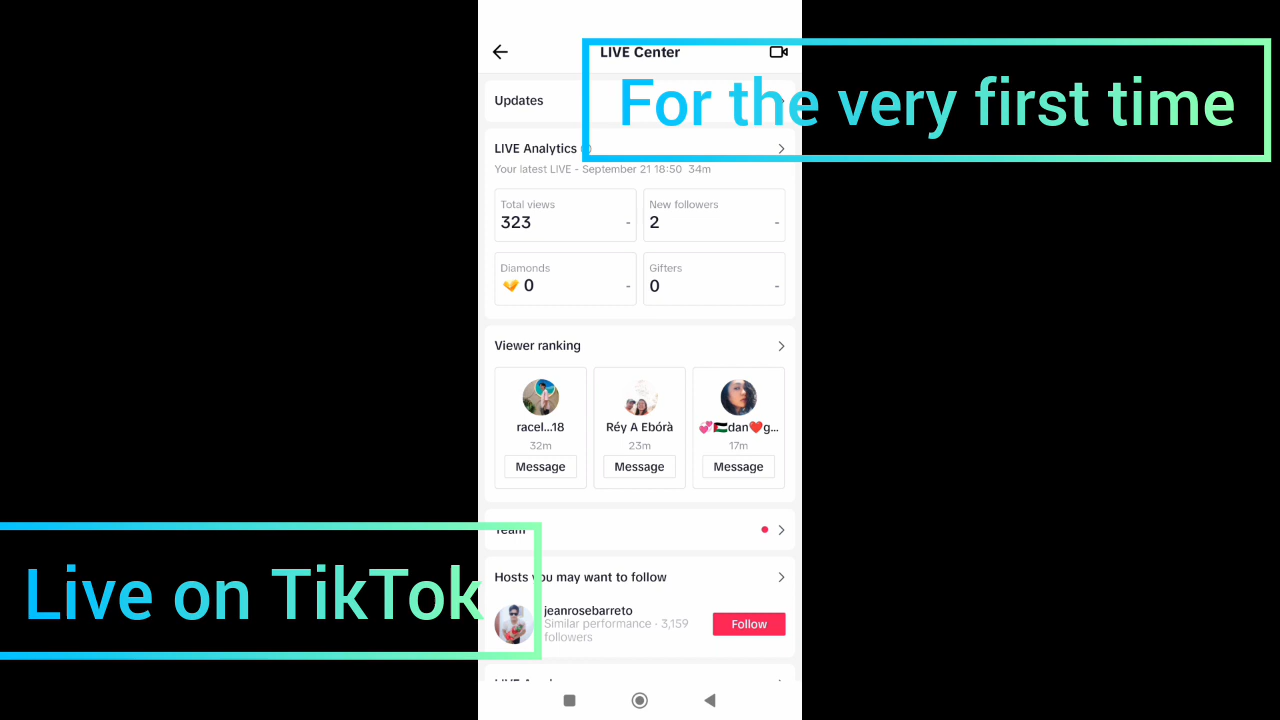 LIVE Center
For the very first time
Updates
LIVE Analytics
Your latest LIVE - September 21 18:50 34m
Total views
323
-
New followers
2
-
Diamonds
0
-
Gifters
0
-
Viewer ranking
racel...18
32m
Message
Réy A Ebórà
23m
Message
💞🇵🇸dan❤️g...
17m
Message
Team
Live on TikTok
Hosts you may want to follow
jeanrosebarreto
Similar performance · 3,159
followers
Follow